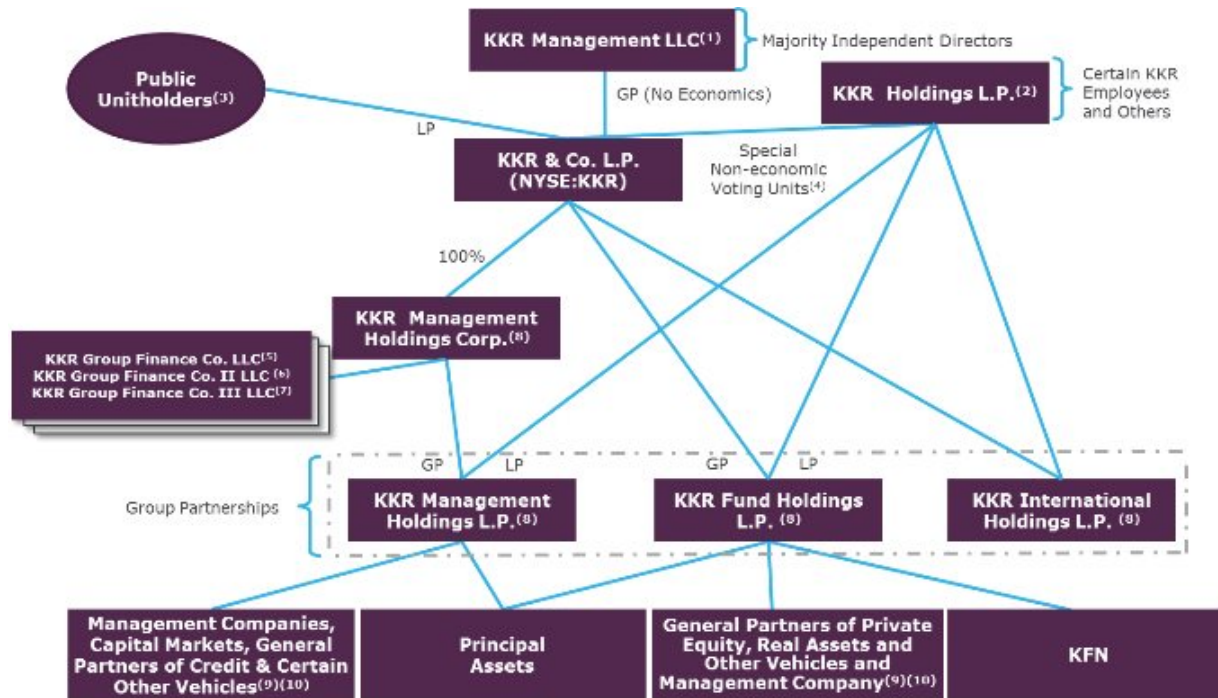 KKR Management LLC(1)
Majority Independent Directors
Public
Unitholders(3)
GP (No Economics)
KKR Holdings L.P.(2)
Certain KKR
Employees
and Others
LP
KKR & Co. L.P.
(NYSE:KKR)
Special
Non-economic
Voting Units(4)
100%
KKR Management
Holdings Corp.(8)
KKR Group Finance Co. LLC(5)
KKR Group Finance Co. II LLC (6)
KKR Group Finance Co. III LLC(7)
GP LP
GP LP
Group Partnerships
KKR Management
Holdings L.P.(8)
KKR Fund Holdings
L.P. (8)
KKR International
Holdings L.P. (8)
Management Companies,
Capital Markets, General
Partners of Credit & Certain
Other Vehicles(9)(10)
Principal
Assets
General Partners of Private
Equity, Real Assets and
Other Vehicles and
Management Company(9)(10)
KFN